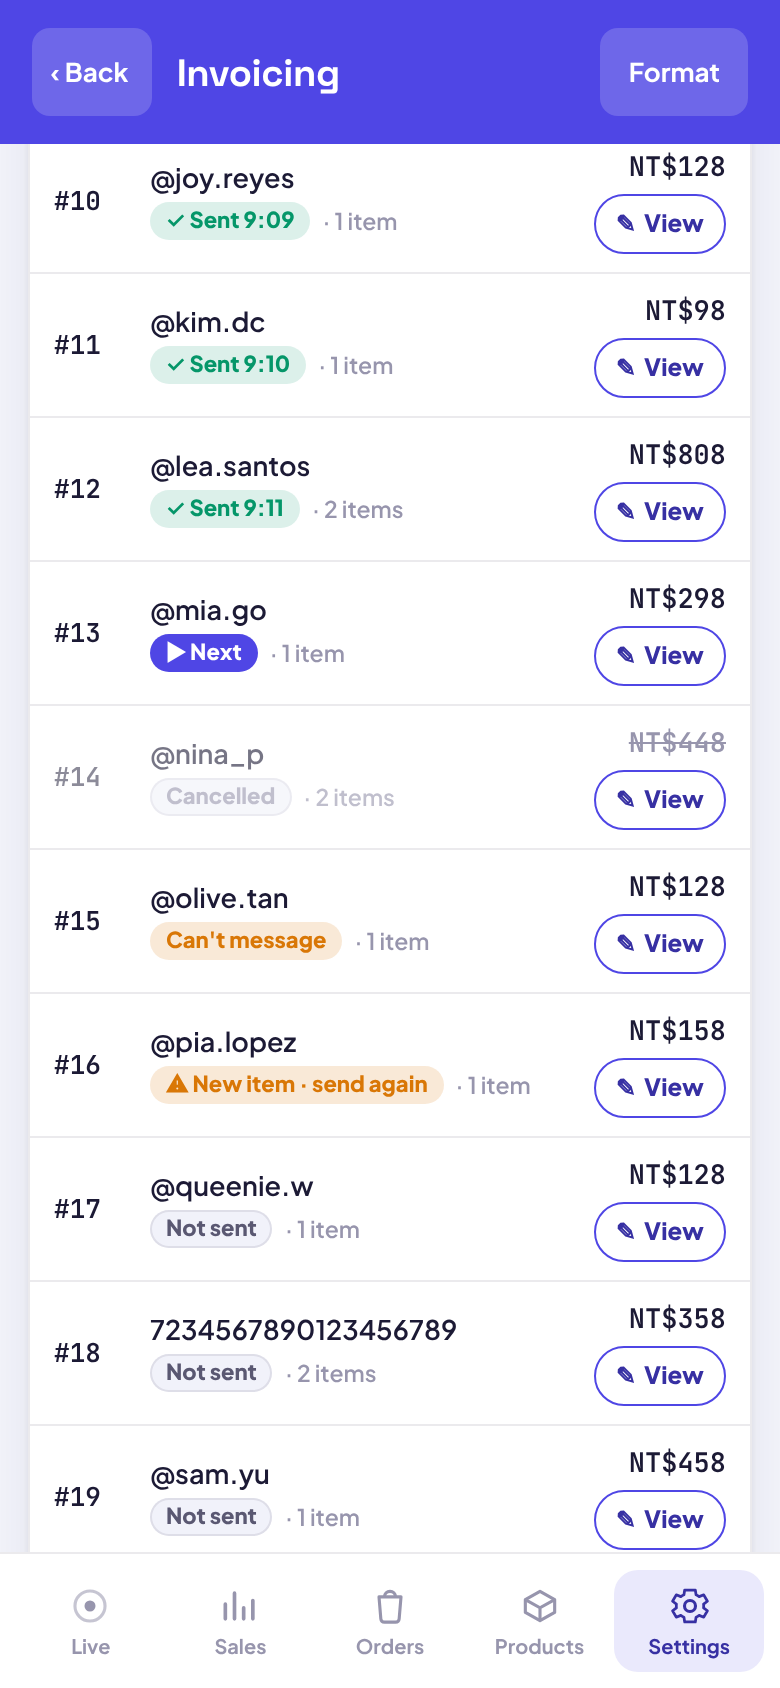 ‹ Back Invoicing Format
#10 @joy.reyes NT$128
✓ Sent 9:09 · 1 item ✎ View
#11 @kim.dc NT$98
✓ Sent 9:10 · 1 item ✎ View
#12 @lea.santos NT$808
✓ Sent 9:11 · 2 items ✎ View
#13 @mia.go NT$298
▶ Next · 1 item ✎ View
#14 @nina_p NT$448
Cancelled · 2 items ✎ View
#15 @olive.tan NT$128
Can't message · 1 item ✎ View
#16 @pia.lopez NT$158
⚠ New item · send again · 1 item ✎ View
#17 @queenie.w NT$128
Not sent · 1 item ✎ View
#18 7234567890123456789 NT$358
Not sent · 2 items ✎ View
#19 @sam.yu NT$458
Not sent · 1 item ✎ View
Live Sales Orders Products Settings